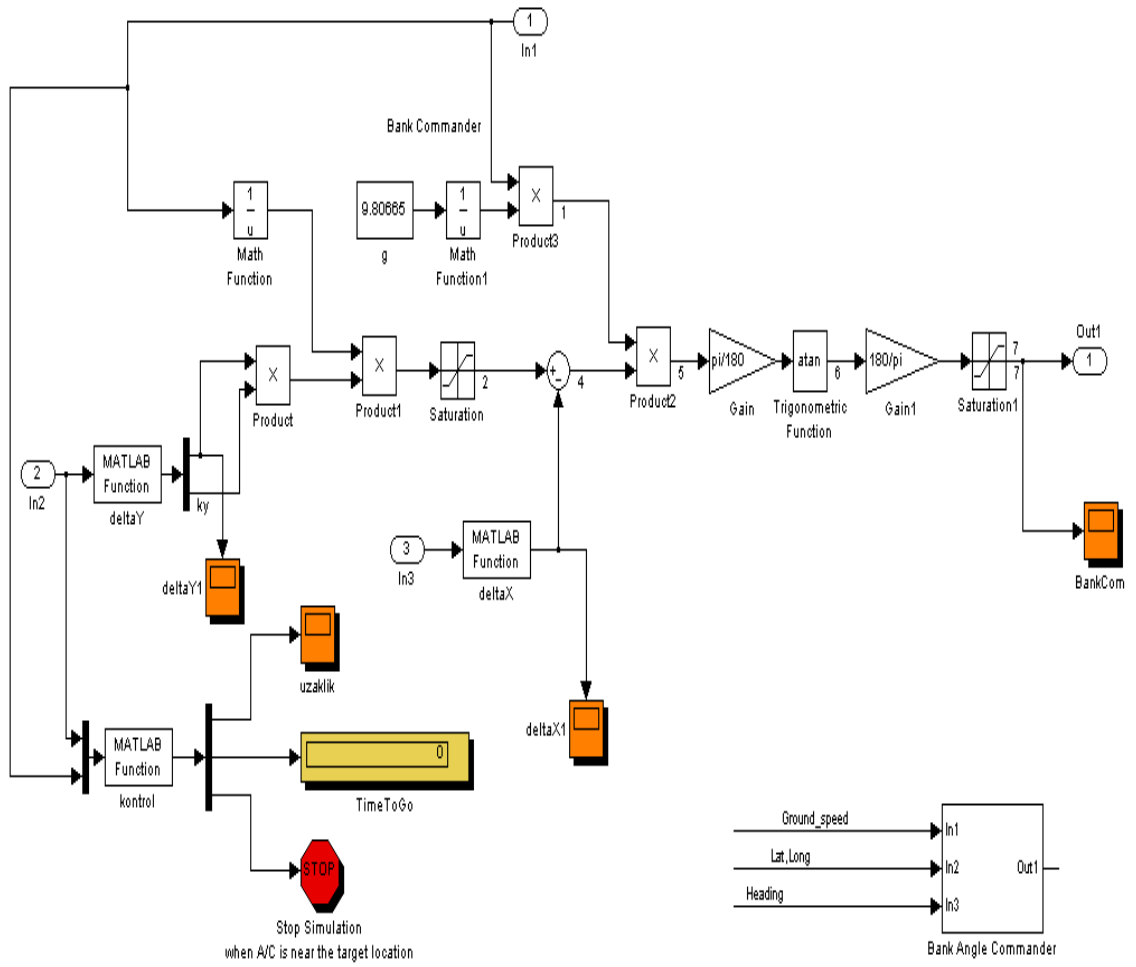 1
In1
Bank Commander
1
u
Math
Function
9.80665
g
1
u
Math
Function1
X
Product3
1
X
Product
X
Product1
Saturation
2
+
-
4
X
Product2
5
pi/180
Gain
atan
Trigonometric
Function
6
180/pi
Gain1
Saturation1
7
7
Out1
1
2
In2
MATLAB
Function
deltaY
ky
deltaY1
3
In3
MATLAB
Function
deltaX
deltaX1
BankCom
uzaklik
MATLAB
Function
kontrol
0
TimeToGo
STOP
Stop Simulation
when A/C is near the target location
Ground_speed
Lat,Long
Heading
In1
In2
In3
Out1
Bank Angle Commander